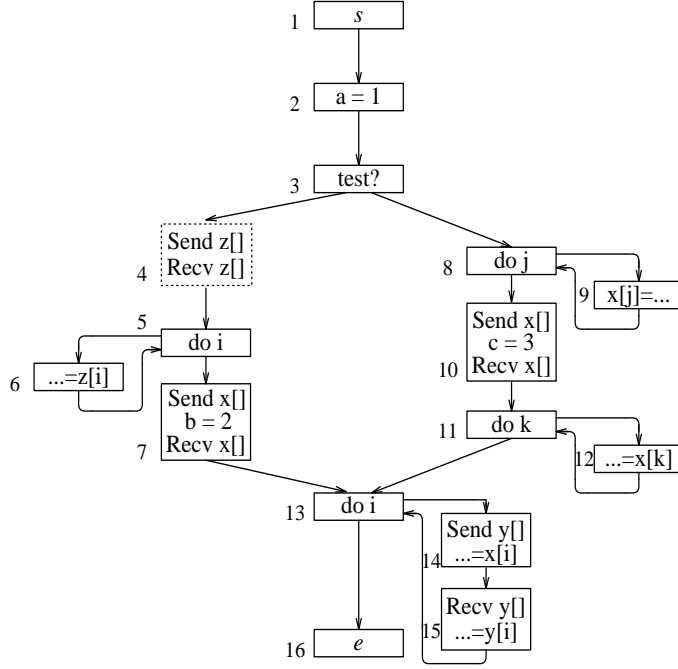 1 s
2 a = 1
3 test?
Send z[]
4 Recv z[]
5 do i
6 ...=z[i]
Send x[]
b = 2
7 Recv x[]
8 do j
9 x[j]=...
Send x[]
c = 3
10 Recv x[]
11 do k
12 ...=x[k]
13 do i
Send y[]
14 ...=x[i]
Recv y[]
15 ...=y[i]
16 e